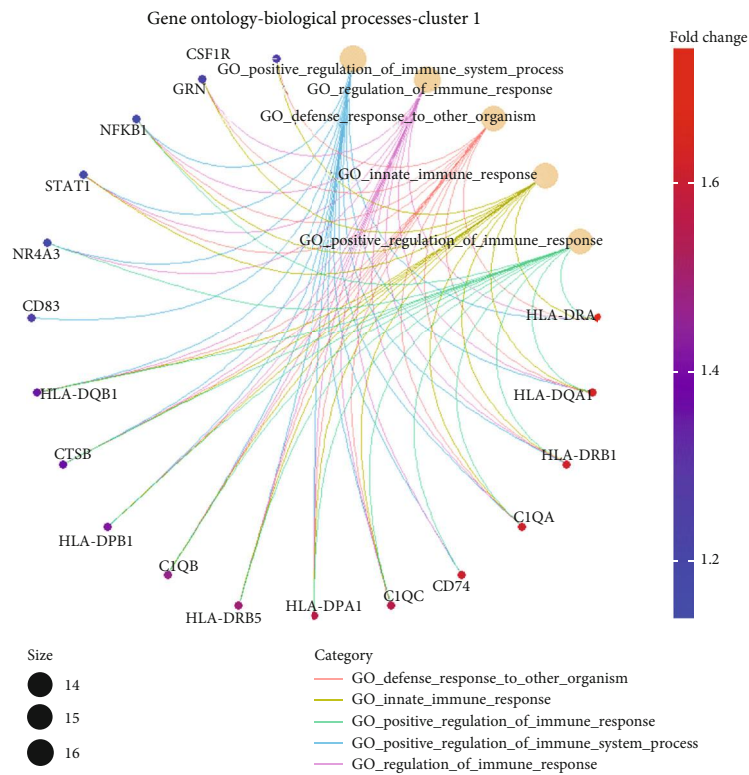 Gene ontology-biological processes-cluster 1
Fold change
CSF1R
GO_positive_regulation_of_immune_system_process
GRN
GO_regulation_of_immune_response
GO_defense_response_to_other_organism
NFKB1
STAT1
GO_innate_immune_response
1.6
NR4A3
GO_positive_regulation_of_immune_response
CD83
HLA-DRA
1.4
HLA-DQB1
HLA-DQA1
CTSB
HLA-DRB1
HLA-DPB1
C1QA
1.2
C1QB
CD74
HLA-DRB5
HLA-DPA1
C1QC
Size
14
15
16
Category
GO_defense_response_to_other_organism
GO_innate_immune_response
GO_positive_regulation_of_immune_response
GO_positive_regulation_of_immune_system_process
GO_regulation_of_immune_response